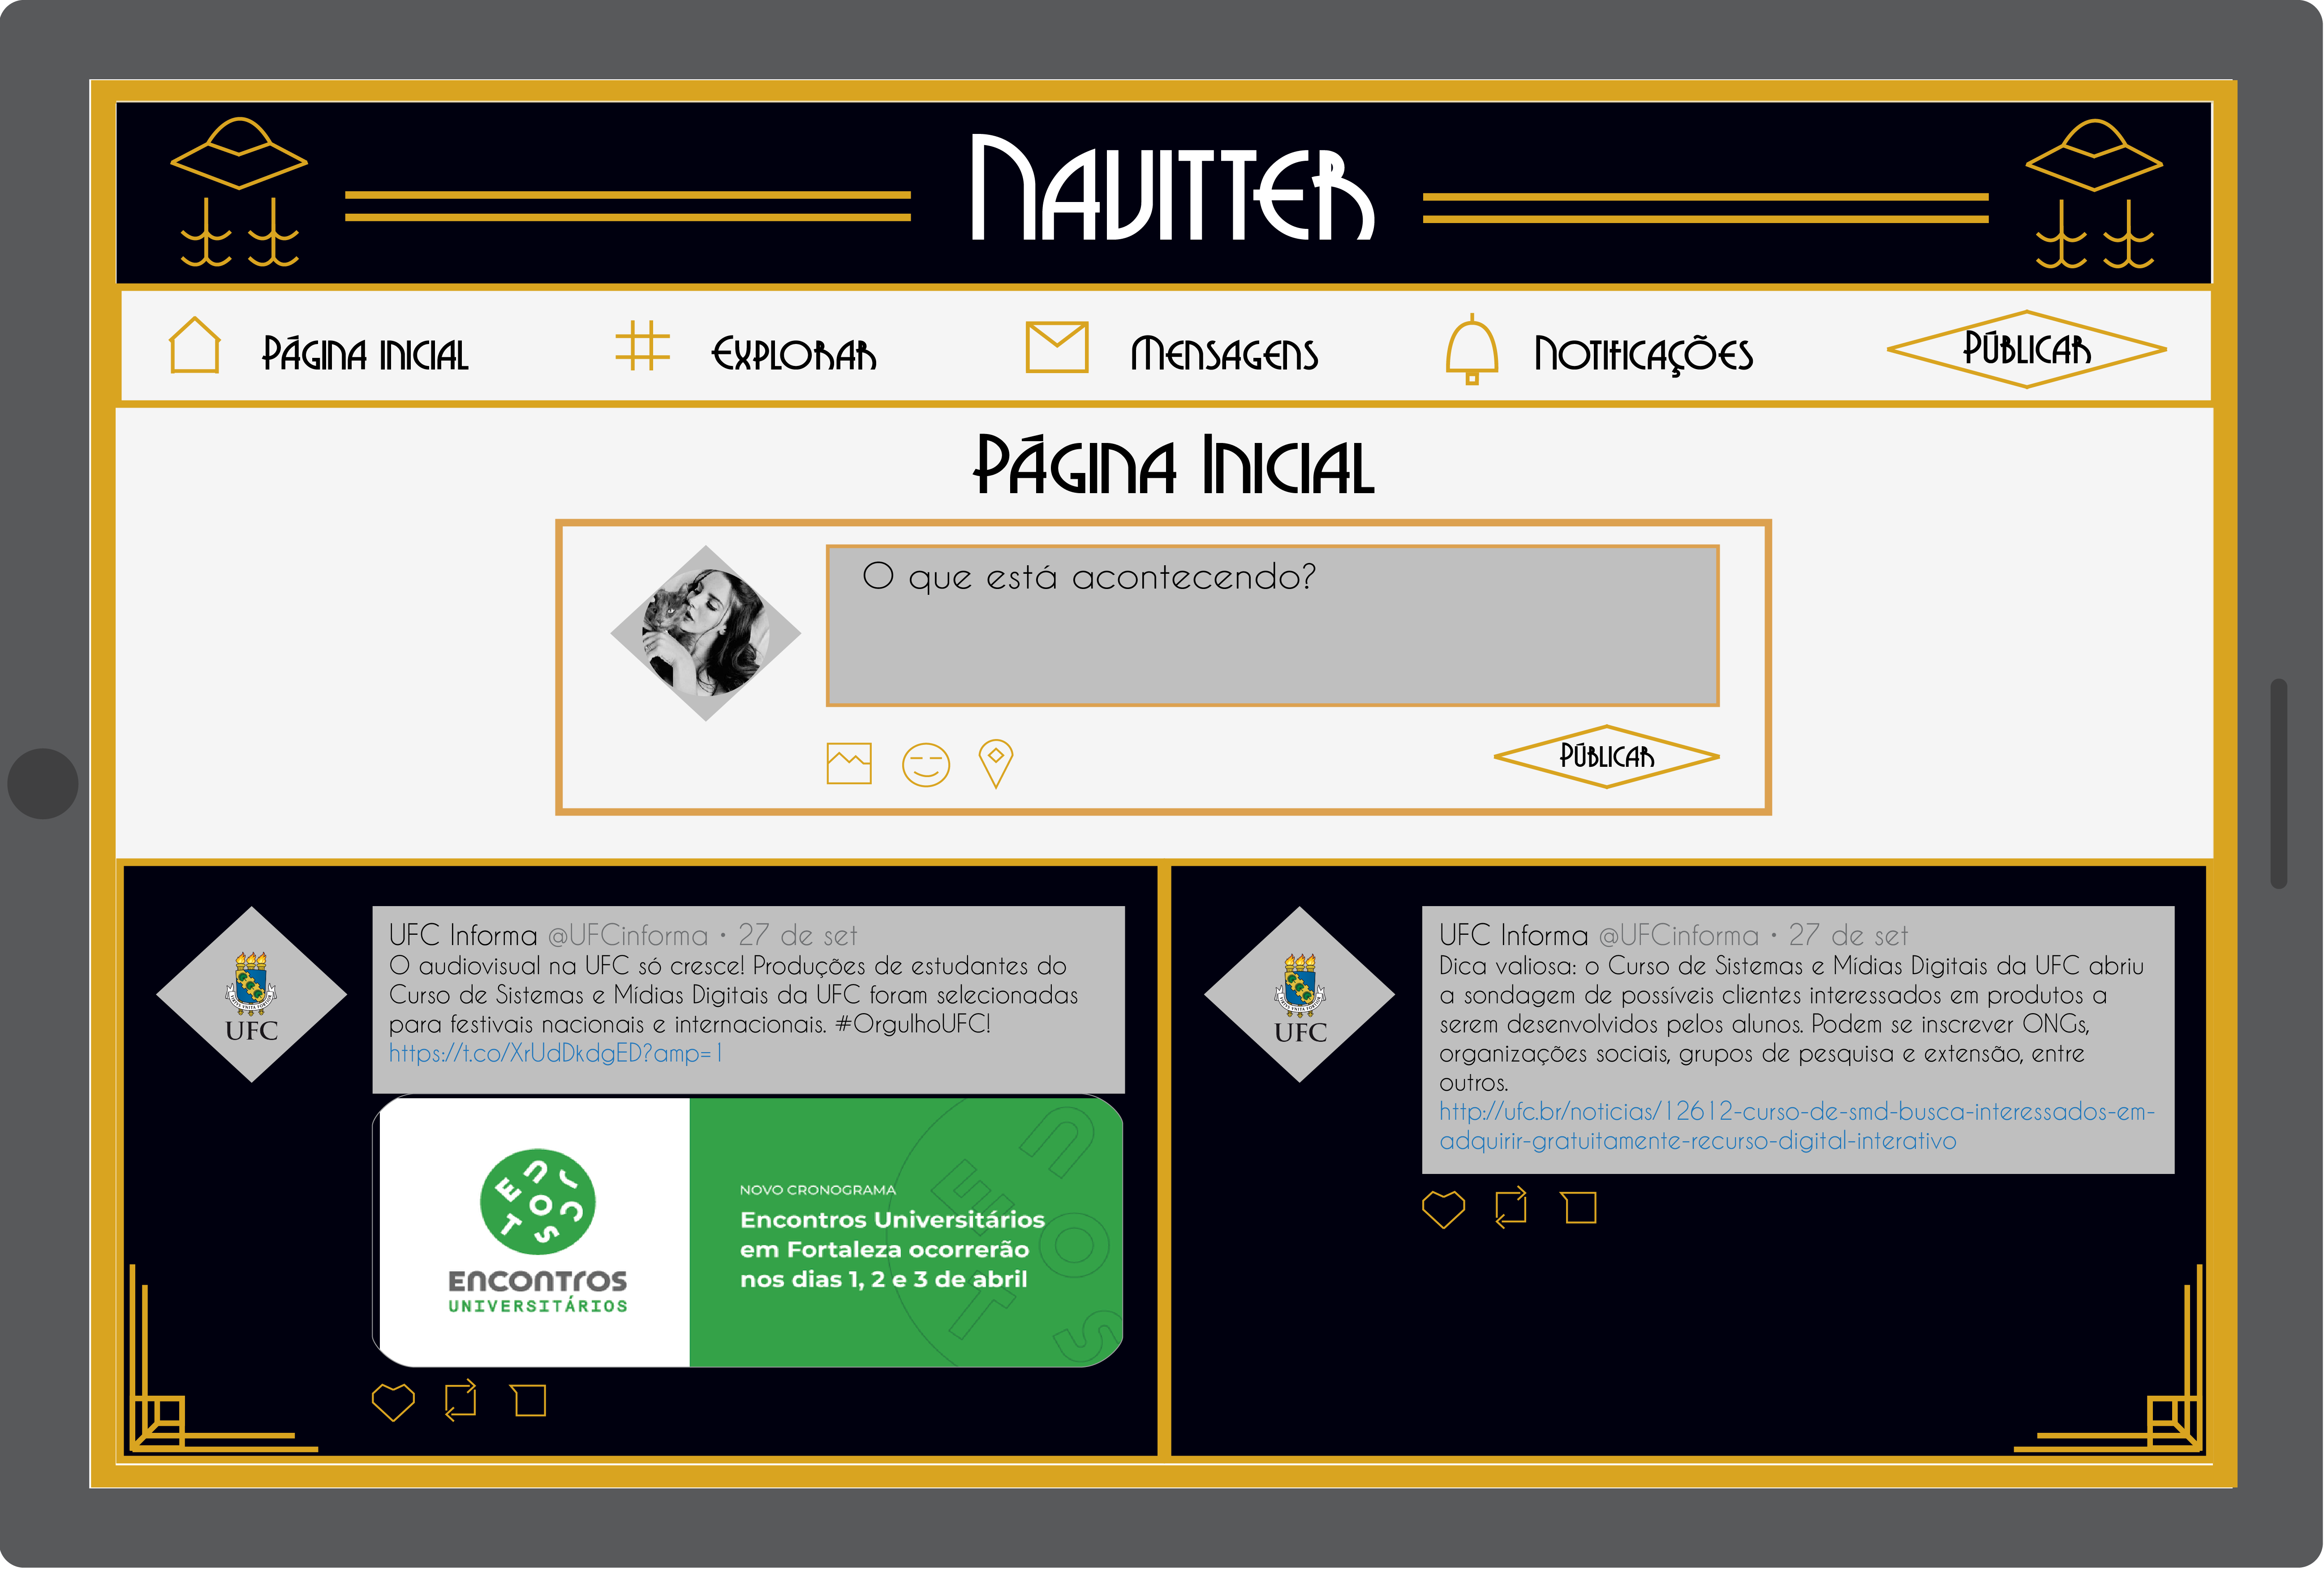 NAVITTER
PÁGINA INICIAL
EXPLORAR
MENSAGENS
NOTIFICAÇÕES
PÚBLICAR
PÁGINA INICIAL
O que está acontecendo?
PÚBLICAR
UFC Informa @UFCinforma • 27 de set
O audiovisual na UFC só cresce! Produções de estudantes do
Curso de Sistemas e Mídias Digitais da UFC foram selecionadas
para festivais nacionais e internacionais. #OrgulhoUFC!
https://t.co/XrUdDkdgED?amp=1
UFC
ENCONTROS
UNIVERSITÁRIOS
NOVO CRONOGRAMA
Encontros Universitários
em Fortaleza ocorrerão
nos dias 1, 2 e 3 de abril
UFC Informa @UFCinforma • 27 de set
Dica valiosa: o Curso de Sistemas e Mídias Digitais da UFC abriu
a sondagem de possíveis clientes interessados em produtos a
serem desenvolvidos pelos alunos. Podem se inscrever ONGs,
organizações sociais, grupos de pesquisa e extensão, entre
outros.
http://ufc.br/noticias/12612-curso-de-smd-busca-interessados-em-
adquirir-gratuitamente-recurso-digital-interativo
UFC